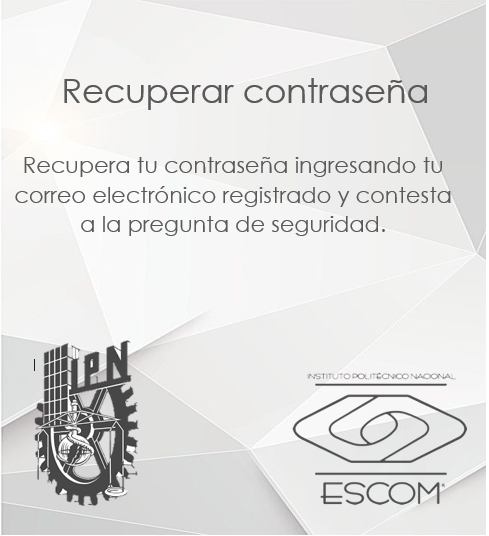 Recuperar contraseña
Recupera tu contraseña ingresando tu
correo electrónico registrado y contesta
a la pregunta de seguridad.
I.P.N
INSTITUTO POLITÉCNICO NACIONAL
ESCOM